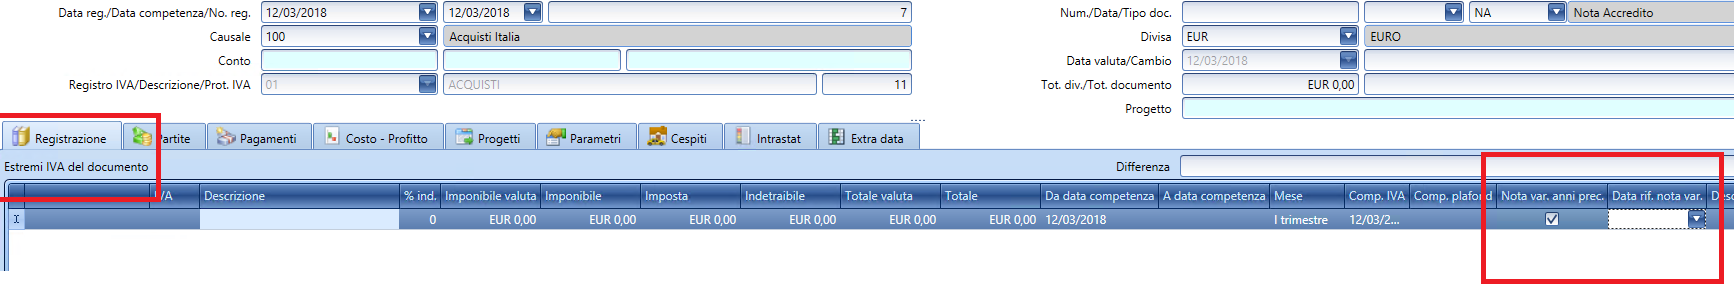 Data reg./Data competenza/No. reg. 12/03/2018 12/03/2018 7 Num./Data/Tipo doc. NA Nota Accredito
Causale 100 Acquisti Italia Divisa EUR EURO
Conto Data valuta/Cambio 12/03/2018
Registro IVA/Descrizione/Prot. IVA 01 ACQUISTI 11 Tot. div./Tot. documento EUR 0,00
Progetto
Registrazione Partite Pagamenti Costo - Profitto Progetti Parametri Cespiti Intrastat Extra data
Estremi IVA del documento Differenza
IVA Descrizione % ind. Imponibile valuta Imponibile Imposta Indetraibile Totale valuta Totale Da data competenza A data competenza Mese Comp. IVA Comp. plafond Nota var. anni prec. Data rif. nota var. Desc
0 EUR 0,00 EUR 0,00 EUR 0,00 EUR 0,00 EUR 0,00 EUR 0,00 12/03/2018 I trimestre 12/03/2...